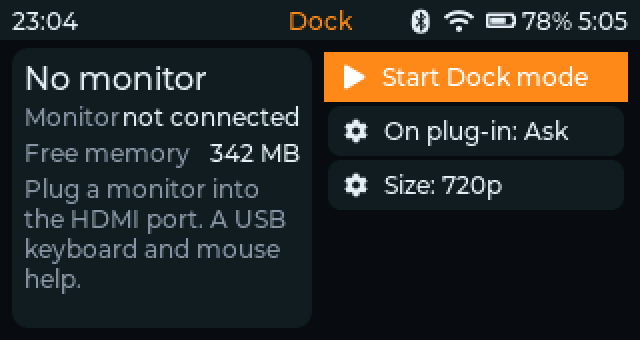 23:04 Dock 78% 5:05
No monitor
Monitor not connected
Free memory 342 MB
Plug a monitor into
the HDMI port. A USB
keyboard and mouse
help.
Start Dock mode
On plug-in: Ask
Size: 720p